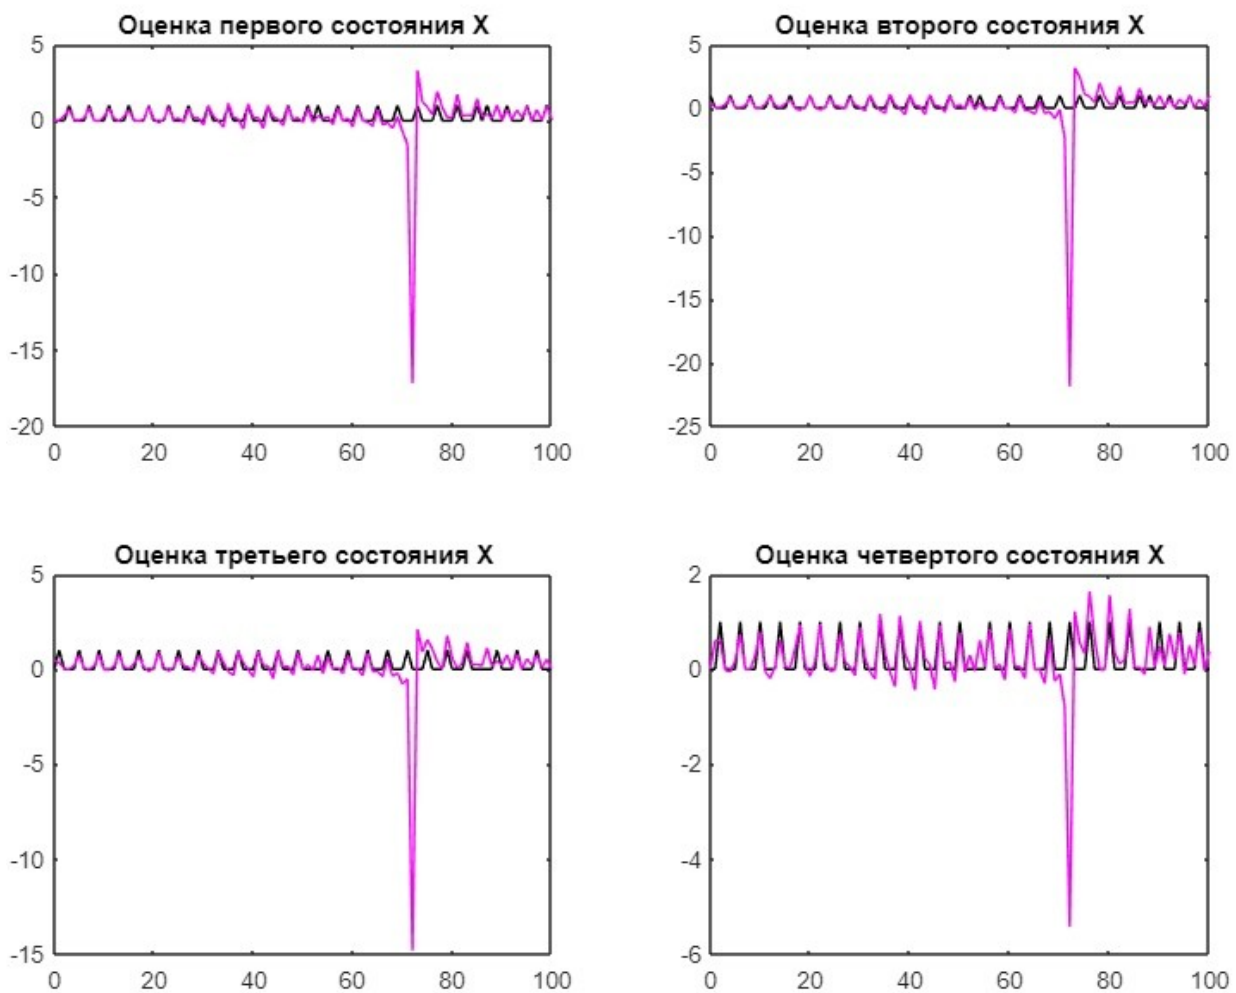 Оценка первого состояния X
5
0
-5
-10
-15
-20
0 20 40 60 80 100
Оценка второго состояния X
5
0
-5
-10
-15
-20
-25
0 20 40 60 80 100
Оценка третьего состояния X
5
0
-5
-10
-15
0 20 40 60 80 100
Оценка четвертого состояния X
2
0
-2
-4
-6
0 20 40 60 80 100